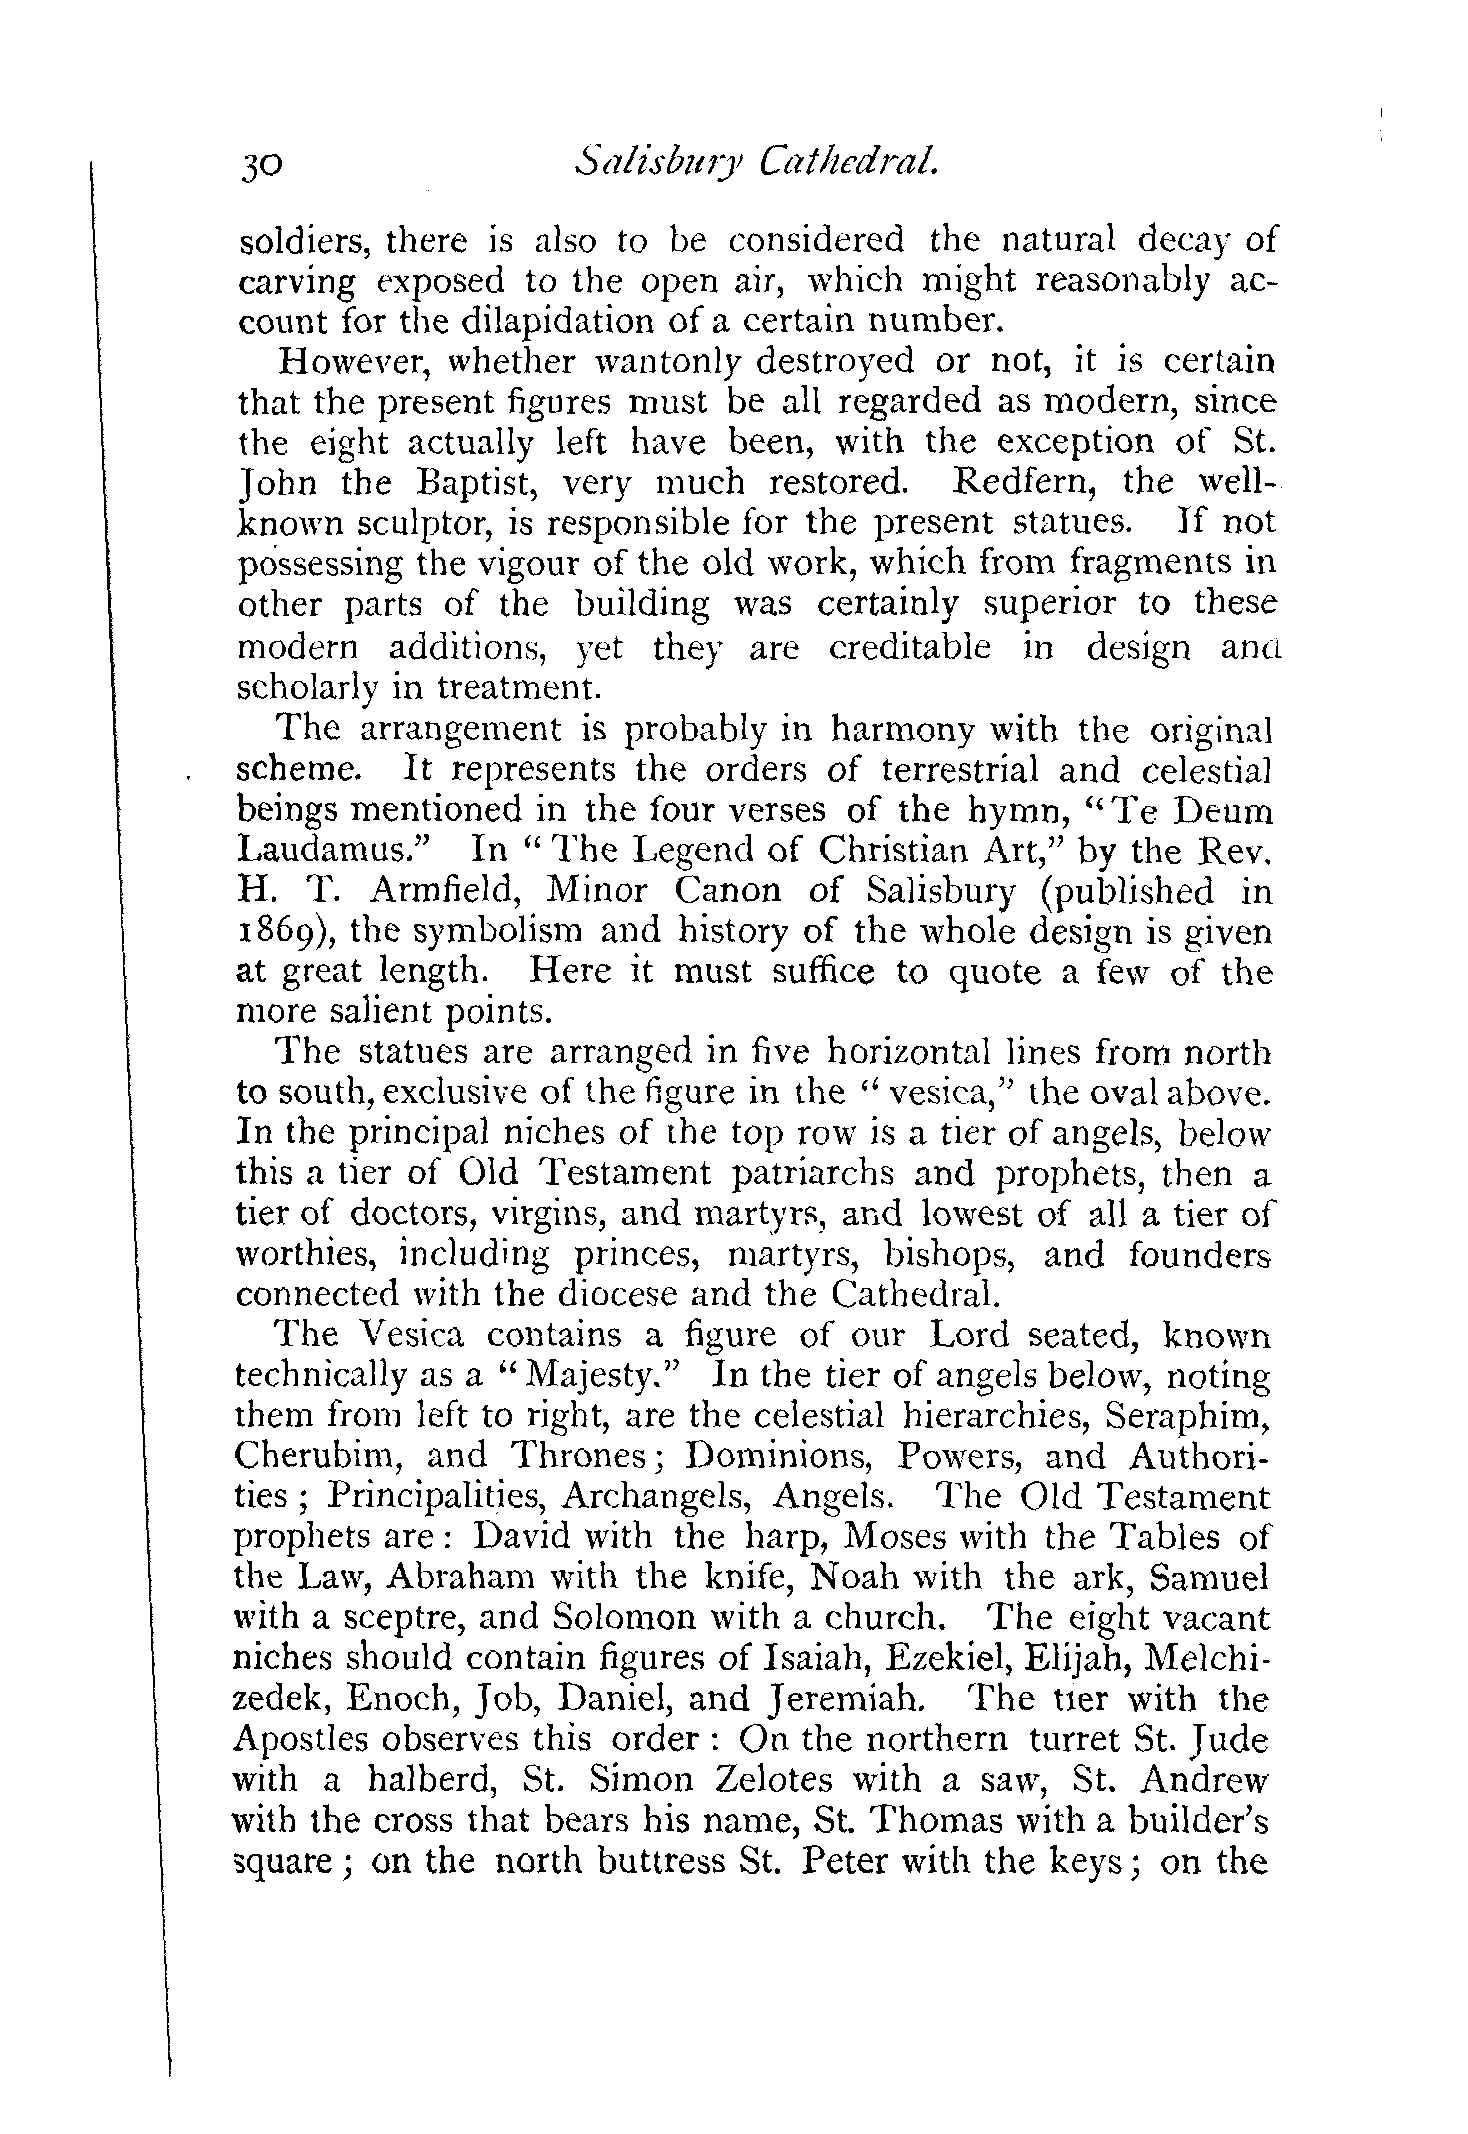 30 Salisbury Cathedral.
soldiers, there is also to be considered the natural decay of
carving exposed to the open air, which might reasonably ac-
count for the dilapidation of a certain number.
However, whether wantonly destroyed or not, it is certain
that the present figures must be all regarded as modern, since
the eight actually left have been, with the exception of St.
John the Baptist, very much restored. Redfern, the well-
known sculptor, is responsible for the present statues. If not
possessing the vigour of the old work, which from fragments in
other parts of the building was certainly superior to these
modern additions, yet they are creditable in design and
scholarly in treatment.
The arrangement is probably in harmony with the original
scheme. It represents the orders of terrestrial and celestial
beings mentioned in the four verses of the hymn, “Te Deum
Laudamus.” In “The Legend of Christian Art,” by the Rev.
H. T. Armfield, Minor Canon of Salisbury (published in
1869), the symbolism and history of the whole design is given
at great length. Here it must suffice to quote a few of the
more salient points.
The statues are arranged in five horizontal lines from north
to south, exclusive of the figure in the “vesica,” the oval above.
In the principal niches of the top row is a tier of angels, below
this a tier of Old Testament patriarchs and prophets, then a
tier of doctors, virgins, and martyrs, and lowest of all a tier of
worthies, including princes, martyrs, bishops, and founders
connected with the diocese and the Cathedral.
The Vesica contains a figure of our Lord seated, known
technically as a “Majesty.” In the tier of angels below, noting
them from left to right, are the celestial hierarchies, Seraphim,
Cherubim, and Thrones; Dominions, Powers, and Authori-
ties; Principalities, Archangels, Angels. The Old Testament
prophets are: David with the harp, Moses with the Tables of
the Law, Abraham with the knife, Noah with the ark, Samuel
with a sceptre, and Solomon with a church. The eight vacant
niches should contain figures of Isaiah, Ezekiel, Elijah, Melchi-
zedek, Enoch, Job, Daniel, and Jeremiah. The tier with the
Apostles observes this order: On the northern turret St. Jude
with a halberd, St. Simon Zelotes with a saw, St. Andrew
with the cross that bears his name, St. Thomas with a builder's
square; on the north buttress St. Peter with the keys; on the